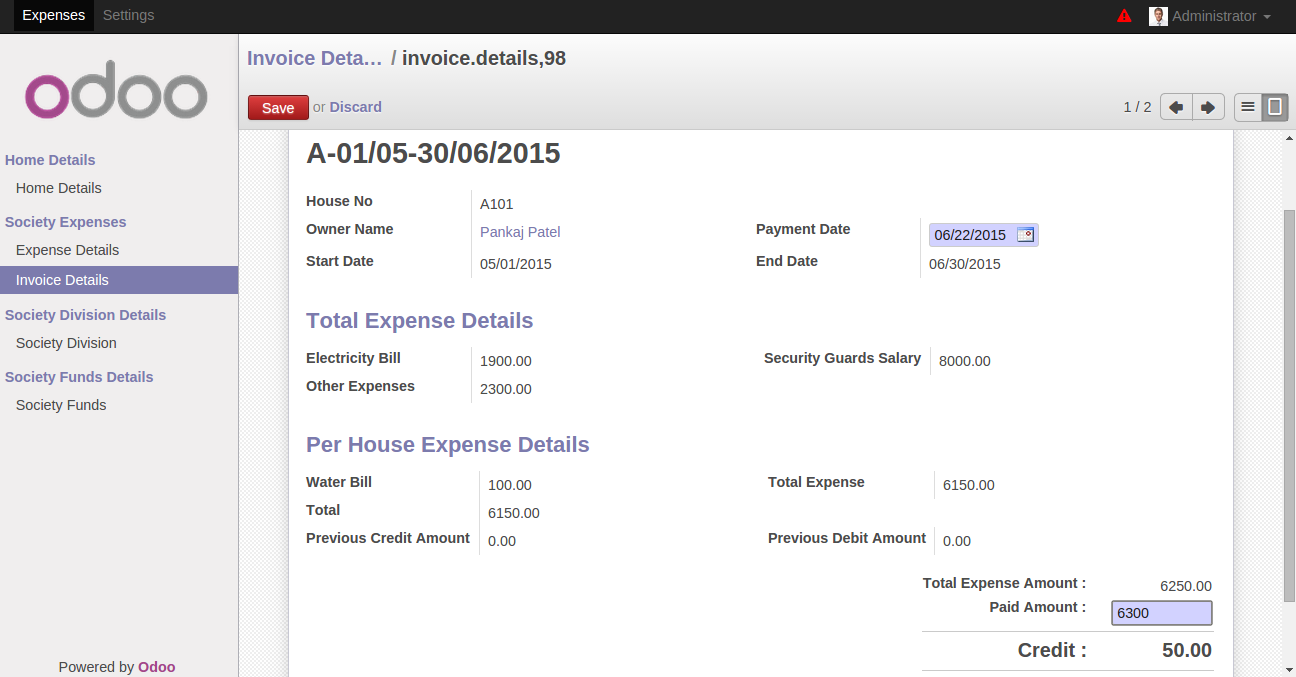 Expenses Settings Administrator
odoo
Invoice Deta... / invoice.details,98
Save or Discard 1 / 2
Home Details
Home Details
Society Expenses
Expense Details
Invoice Details
Society Division Details
Society Division
Society Funds Details
Society Funds
Powered by Odoo
A-01/05-30/06/2015
House No A101
Owner Name Pankaj Patel Payment Date 06/22/2015
Start Date 05/01/2015 End Date 06/30/2015
Total Expense Details
Electricity Bill 1900.00 Security Guards Salary 8000.00
Other Expenses 2300.00
Per House Expense Details
Water Bill 100.00 Total Expense 6150.00
Total 6150.00
Previous Credit Amount 0.00 Previous Debit Amount 0.00
Total Expense Amount : 6250.00
Paid Amount : 6300
Credit : 50.00